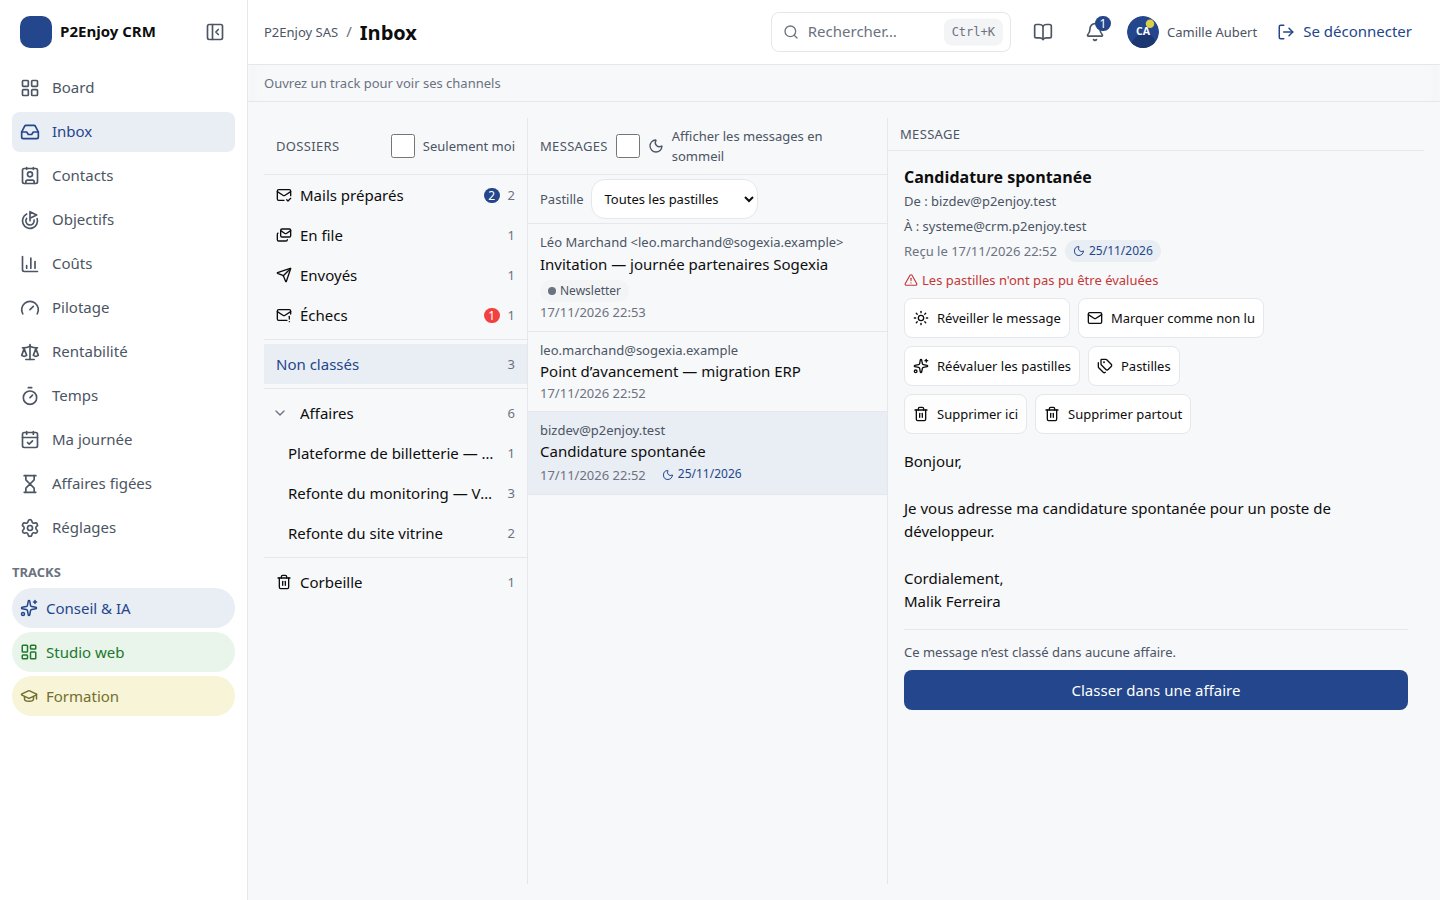 P2Enjoy CRM
Board
Inbox
Contacts
Objectifs
Coûts
Pilotage
Rentabilité
Temps
Ma journée
Affaires figées
Réglages
TRACKS
Conseil & IA
Studio web
Formation
P2Enjoy SAS / Inbox
Rechercher...
Ctrl+K
1
CA
Camille Aubert
Se déconnecter
Ouvrez un track pour voir ses channels
DOSSIERS
Seulement moi
Mails préparés 2 2
En file 1
Envoyés 1
Échecs 1 1
Non classés 3
Affaires 6
Plateforme de billetterie — ... 1
Refonte du monitoring — V... 3
Refonte du site vitrine 2
Corbeille 1
MESSAGES
Afficher les messages en
sommeil
Pastille
Toutes les pastilles
Léo Marchand <leo.marchand@sogexia.example>
Invitation — journée partenaires Sogexia
Newsletter
17/11/2026 22:53
leo.marchand@sogexia.example
Point d’avancement — migration ERP
17/11/2026 22:52
bizdev@p2enjoy.test
Candidature spontanée
17/11/2026 22:52 25/11/2026
MESSAGE
Candidature spontanée
De : bizdev@p2enjoy.test
À : systeme@crm.p2enjoy.test
Reçu le 17/11/2026 22:52 25/11/2026
Les pastilles n'ont pas pu être évaluées
Réveiller le message
Marquer comme non lu
Réévaluer les pastilles
Pastilles
Supprimer ici
Supprimer partout
Bonjour,
Je vous adresse ma candidature spontanée pour un poste de
développeur.
Cordialement,
Malik Ferreira
Ce message n’est classé dans aucune affaire.
Classer dans une affaire